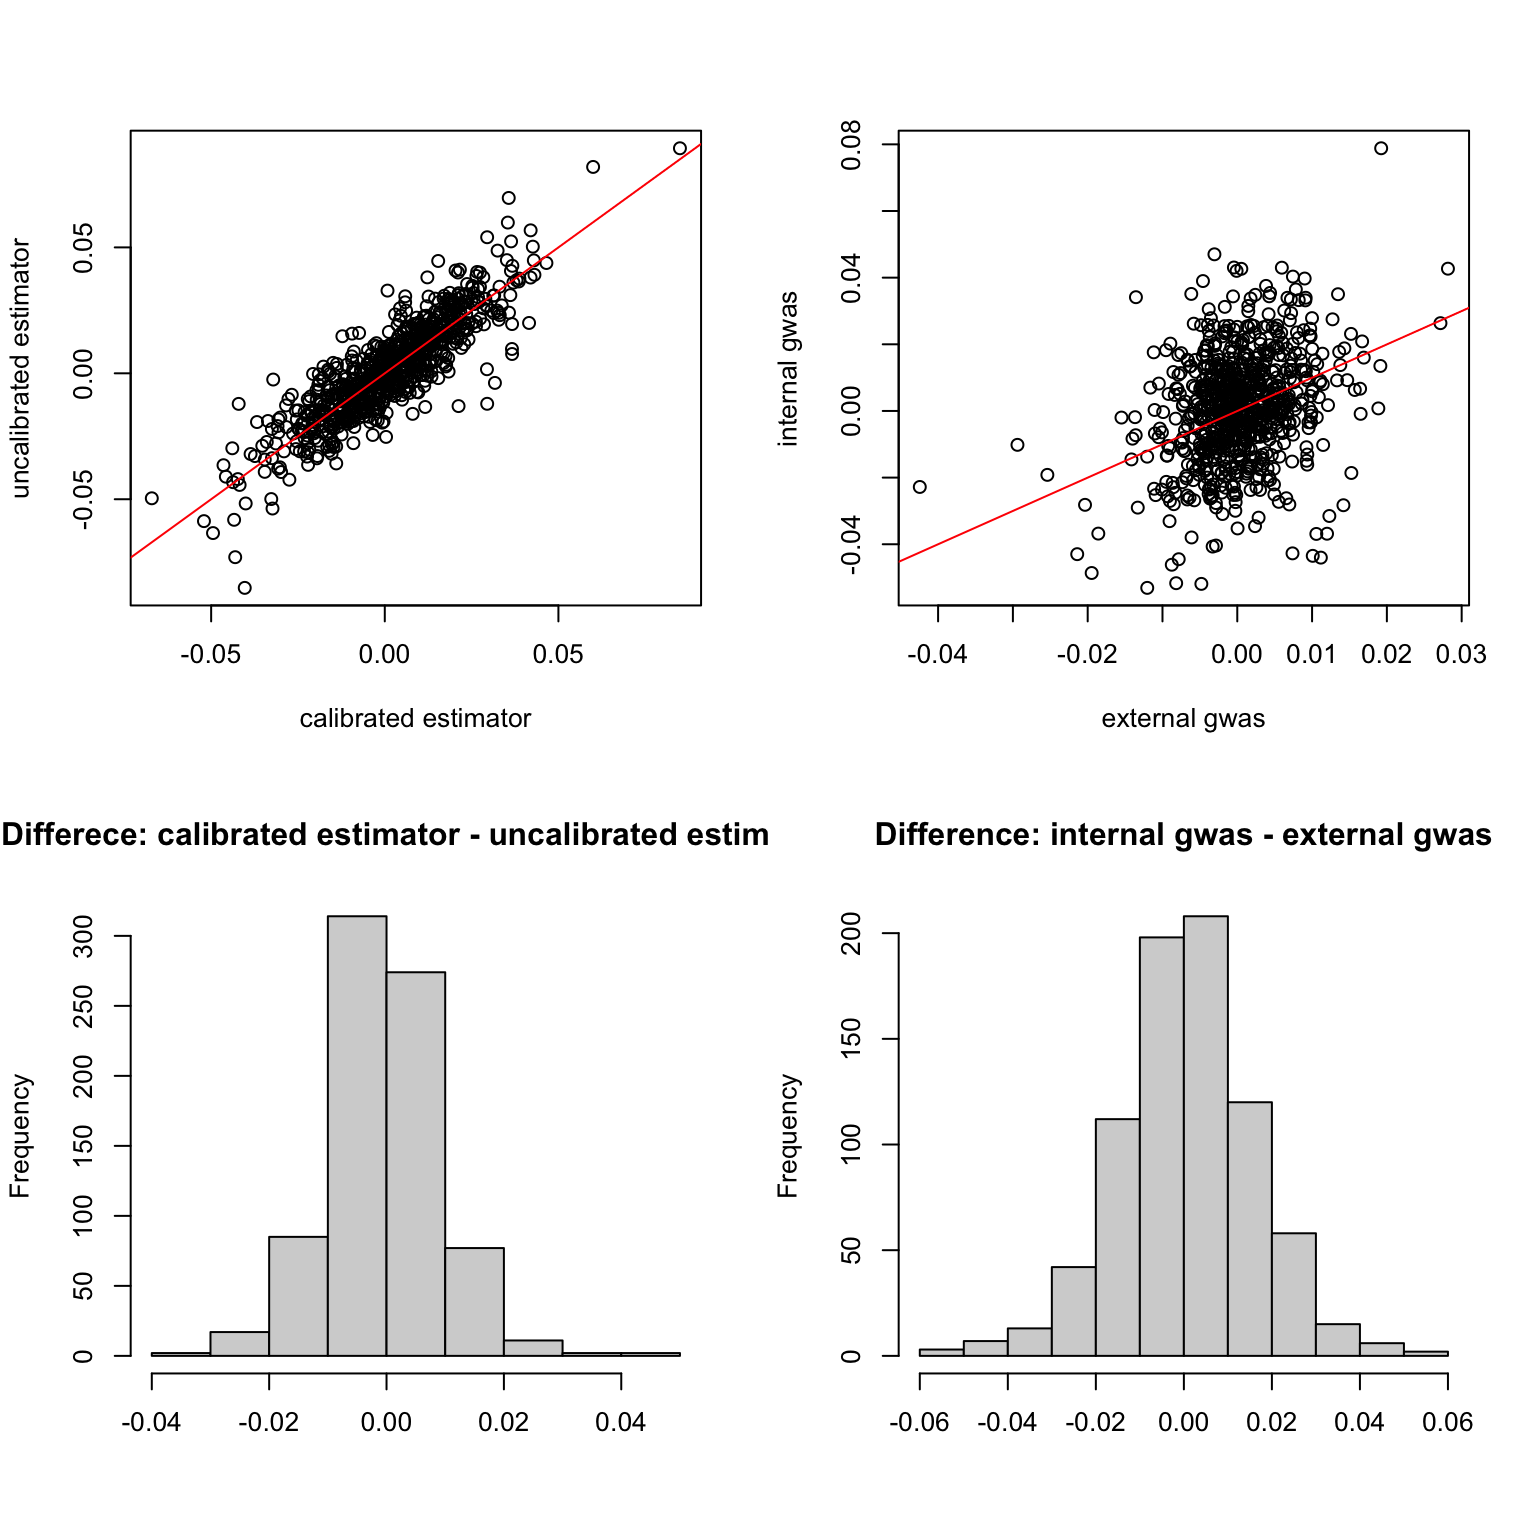 uncalibrated estimator
-0.05 0.00 0.05
-0.05 0.00 0.05
calibrated estimator
internal gwas
-0.04 0.00 0.04 0.08
-0.04 -0.02 0.00 0.01 0.02 0.03
external gwas
Differece: calibrated estimator - uncalibrated estim
Frequency
0 50 100 150 200 250 300
-0.04 -0.02 0.00 0.02 0.04
Difference: internal gwas - external gwas
Frequency
0 50 100 150 200
-0.06 -0.04 -0.02 0.00 0.02 0.04 0.06